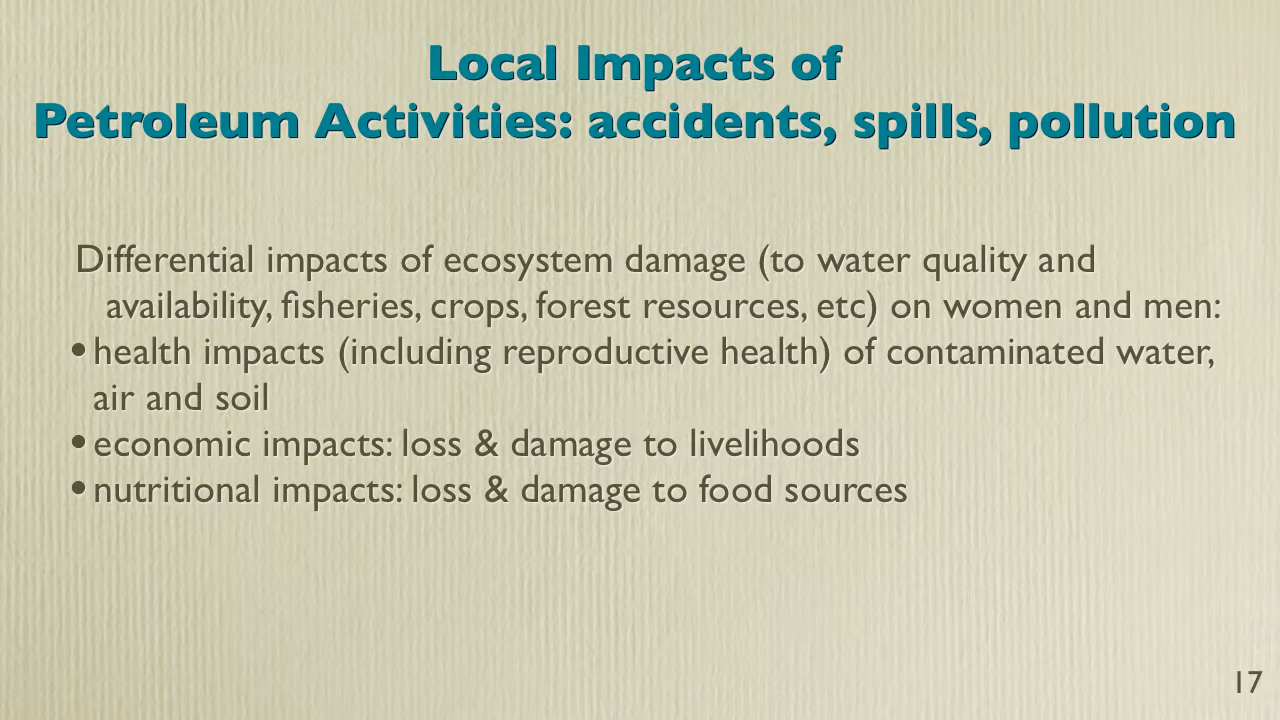 Local Impacts of
Petroleum Activities: accidents, spills, pollution
Differential impacts of ecosystem damage (to water quality and
availability, fisheries, crops, forest resources, etc) on women and men:
•health impacts (including reproductive health) of contaminated water,
air and soil
•economic impacts: loss & damage to livelihoods
•nutritional impacts: loss & damage to food sources
17